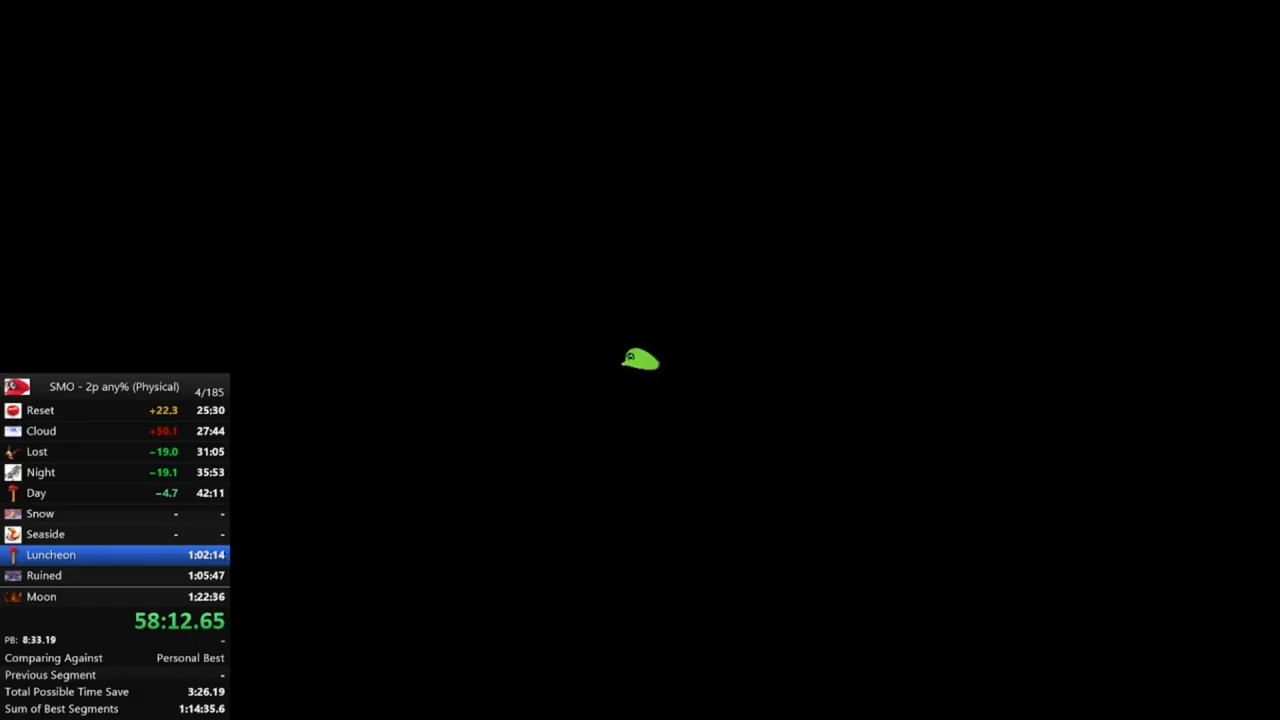 SMO - 2p any% (Physical) 4/185
Reset +22.3 25:30
Cloud +50.1 27:44
Lost −19.0 31:05
Night −19.1 35:53
Day −4.7 42:11
Snow - -
Seaside - -
Luncheon 1:02:14
Ruined 1:05:47
Moon 1:22:36
58:12.65
PB: 8:33.19 -
Comparing Against Personal Best
Previous Segment -
Total Possible Time Save 3:26.19
Sum of Best Segments 1:14:35.6